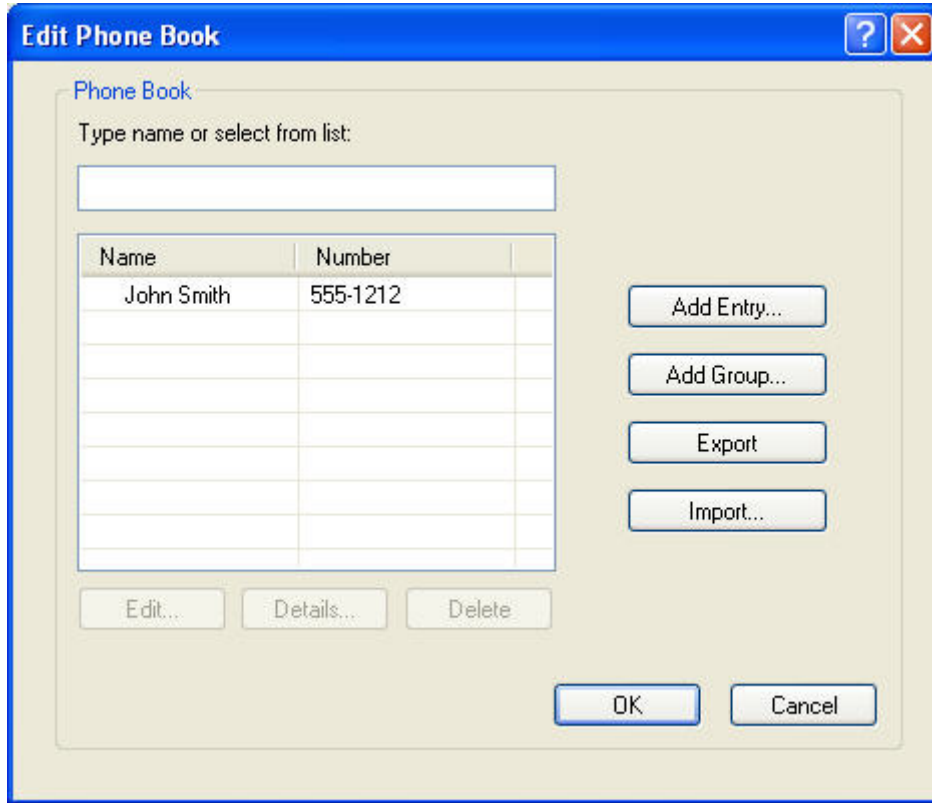 Edit Phone Book
?
Phone Book
Type name or select from list:
Name Number
John Smith 555-1212
Add Entry...
Add Group...
Export
Import...
Edit... Details... Delete
OK Cancel